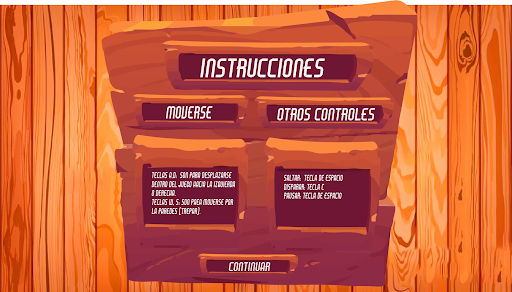 INSTRUCCIONES
MOVERSE
OTROS CONTROLES
TECLAS A,D: SON PARA DESPLAZARSE
DENTRO DEL JUEGO HACIA LA IZQUIERDA
O DERECHA.
TECLAS W, S: SON PARA MOVERSE POR
LA PAREDES (TREPAR).
SALTAR: TECLA DE ESPACIO
DISPARAR: TECLA C
PAUSAR: TECLA DE ESPACIO
CONTINUAR